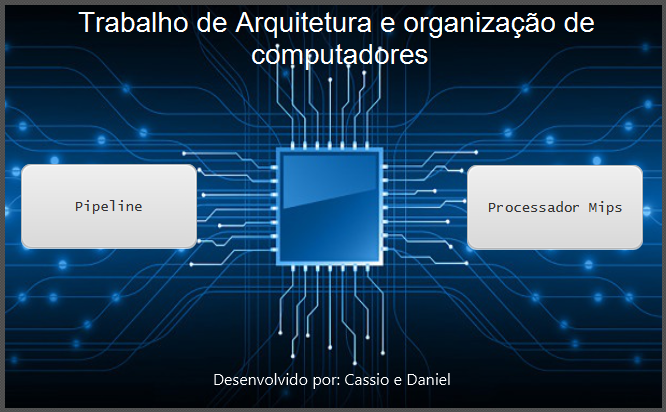 Trabalho de Arquitetura e organização de
computadores
Pipeline
Processador Mips
Desenvolvido por: Cassio e Daniel